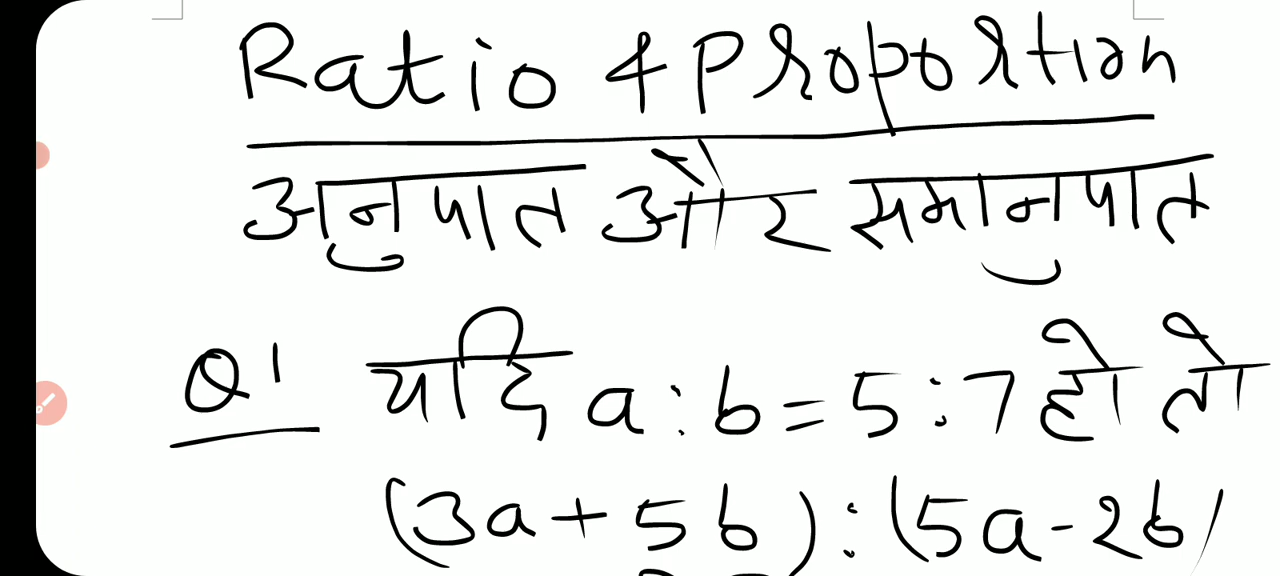 Ratio & Proportion
अनुपात और समानुपात
Q1 यदि a:b=5:7 हो तो
(3a+5b):(5a-2b)